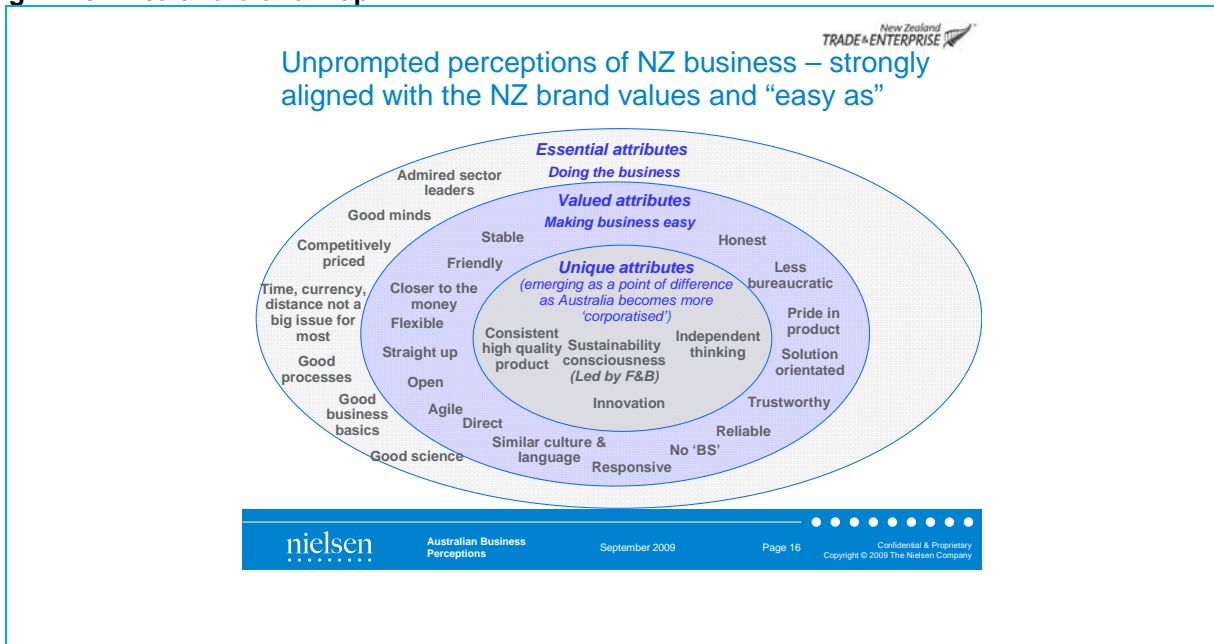 New Zealand
TRADE & ENTERPRISE
Unprompted perceptions of NZ business – strongly
aligned with the NZ brand values and “easy as”
Essential attributes
Doing the business
Admired sector
leaders
Good minds
Competitively
priced
Time, currency,
distance not a
big issue for
most
Good
processes
Good
business
basics
Good science
Valued attributes
Making business easy
Stable
Friendly
Closer to the
money
Flexible
Straight up
Open
Agile
Direct
Similar culture &
language
Responsive
No ‘BS’
Reliable
Trustworthy
Solution
orientated
Pride in
product
Less
bureaucratic
Honest
Unique attributes
(emerging as a point of difference
as Australia becomes more
‘corporatised’)
Consistent
high quality
product
Sustainability
consciousness
(Led by F&B)
Independent
thinking
Innovation
nielsen
Australian Business
Perceptions
September 2009
Page 16
Confidential & Proprietary
Copyright © 2009 The Nielsen Company